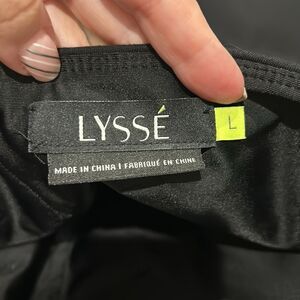 LYSSÉ
L
MADE IN CHINA | FABRIQUÉ EN CHINE